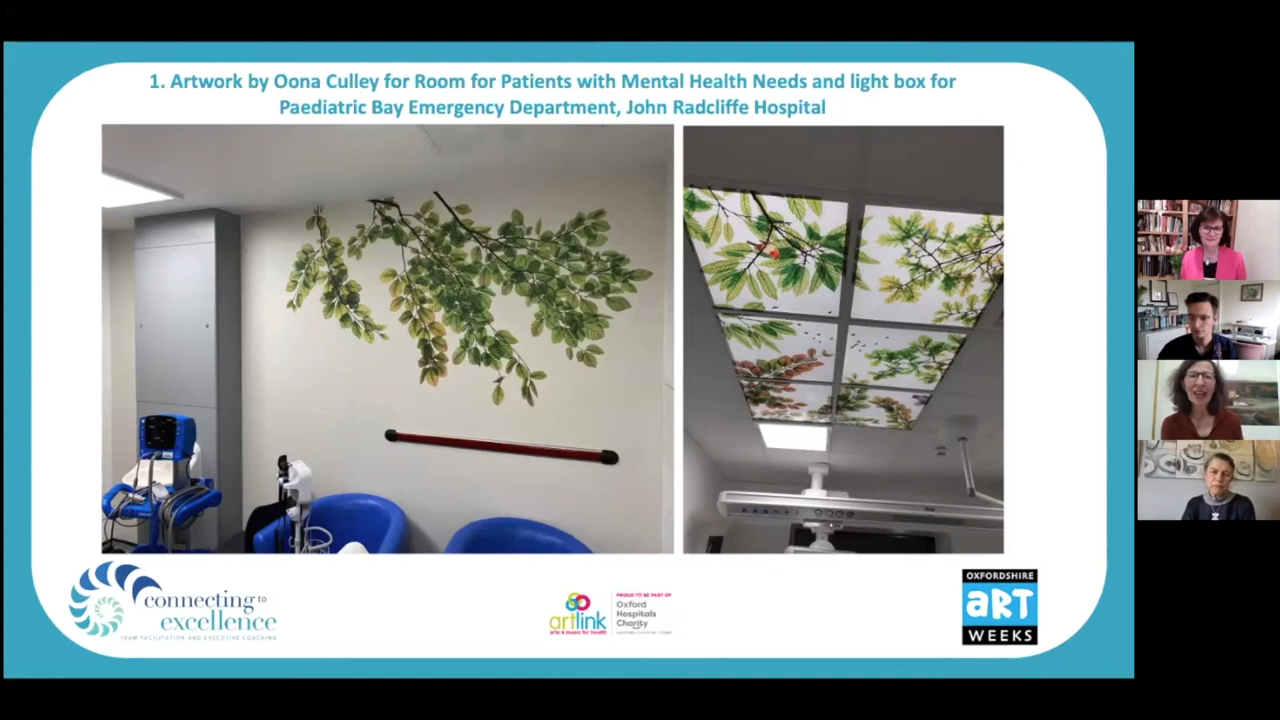 1. Artwork by Oona Culley for Room for Patients with Mental Health Needs and light box for
Paediatric Bay Emergency Department, John Radcliffe Hospital
connecting to
excellence
TEAM FACILITATION AND EXECUTIVE COACHING
artlink
arts & music for health
PROUD TO BE PART OF
Oxford
Hospitals
Charity
OXFORDSHIRE
aRT
WEEKS